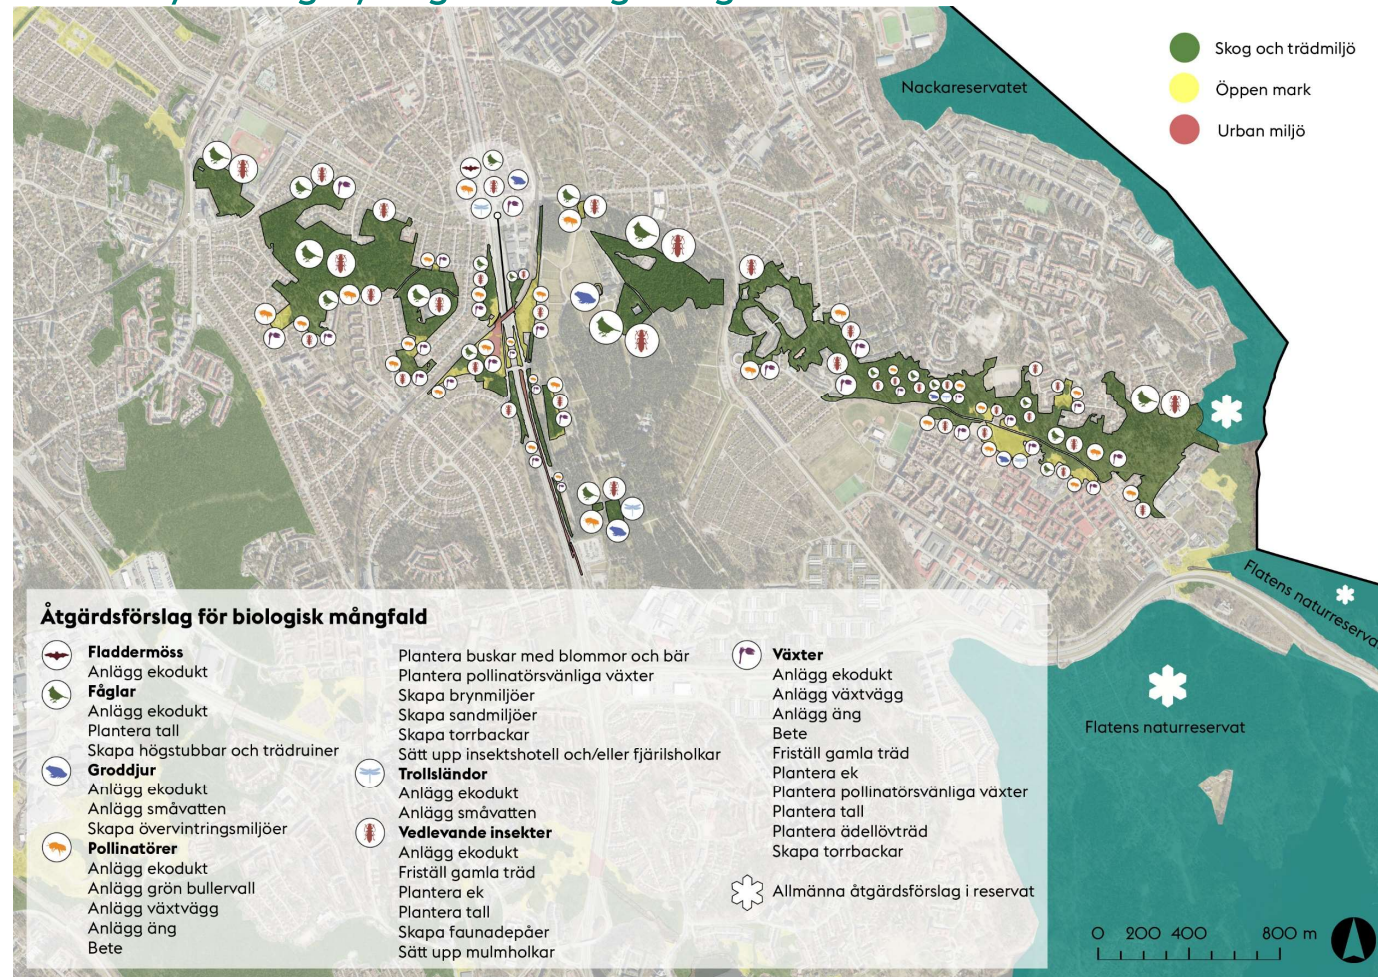 Nackareservatet
Skog och trädmiljö
Öppen mark
Urban miljö
Flatens naturreservat
Flatens naturreservat
Åtgärdsförslag för biologisk mångfald
Fladdermöss
Anlägg ekodukt
Fåglar
Anlägg ekodukt
Plantera tall
Skapa högstubbar och trädruiner
Groddjur
Anlägg ekodukt
Anlägg småvatten
Skapa övervintringsmiljöer
Pollinatörer
Anlägg ekodukt
Anlägg grön bullervall
Anlägg växtvägg
Anlägg äng
Bete
Plantera buskar med blommor och bär
Plantera pollinatörsvänliga växter
Skapa brynmiljöer
Skapa sandmiljöer
Skapa torrbackar
Sätt upp insektshotell och/eller fjärilsholkar
Trollsländor
Anlägg ekodukt
Anlägg småvatten
Vedlevande insekter
Anlägg ekodukt
Friställ gamla träd
Plantera ek
Plantera tall
Skapa faunadepåer
Sätt upp mulmholkar
Växter
Anlägg ekodukt
Anlägg växtvägg
Anlägg äng
Bete
Friställ gamla träd
Plantera ek
Plantera pollinatörsvänliga växter
Plantera tall
Plantera ädellövträd
Skapa torrbackar
Allmänna åtgärdsförslag i reservat
0 200 400 800 m